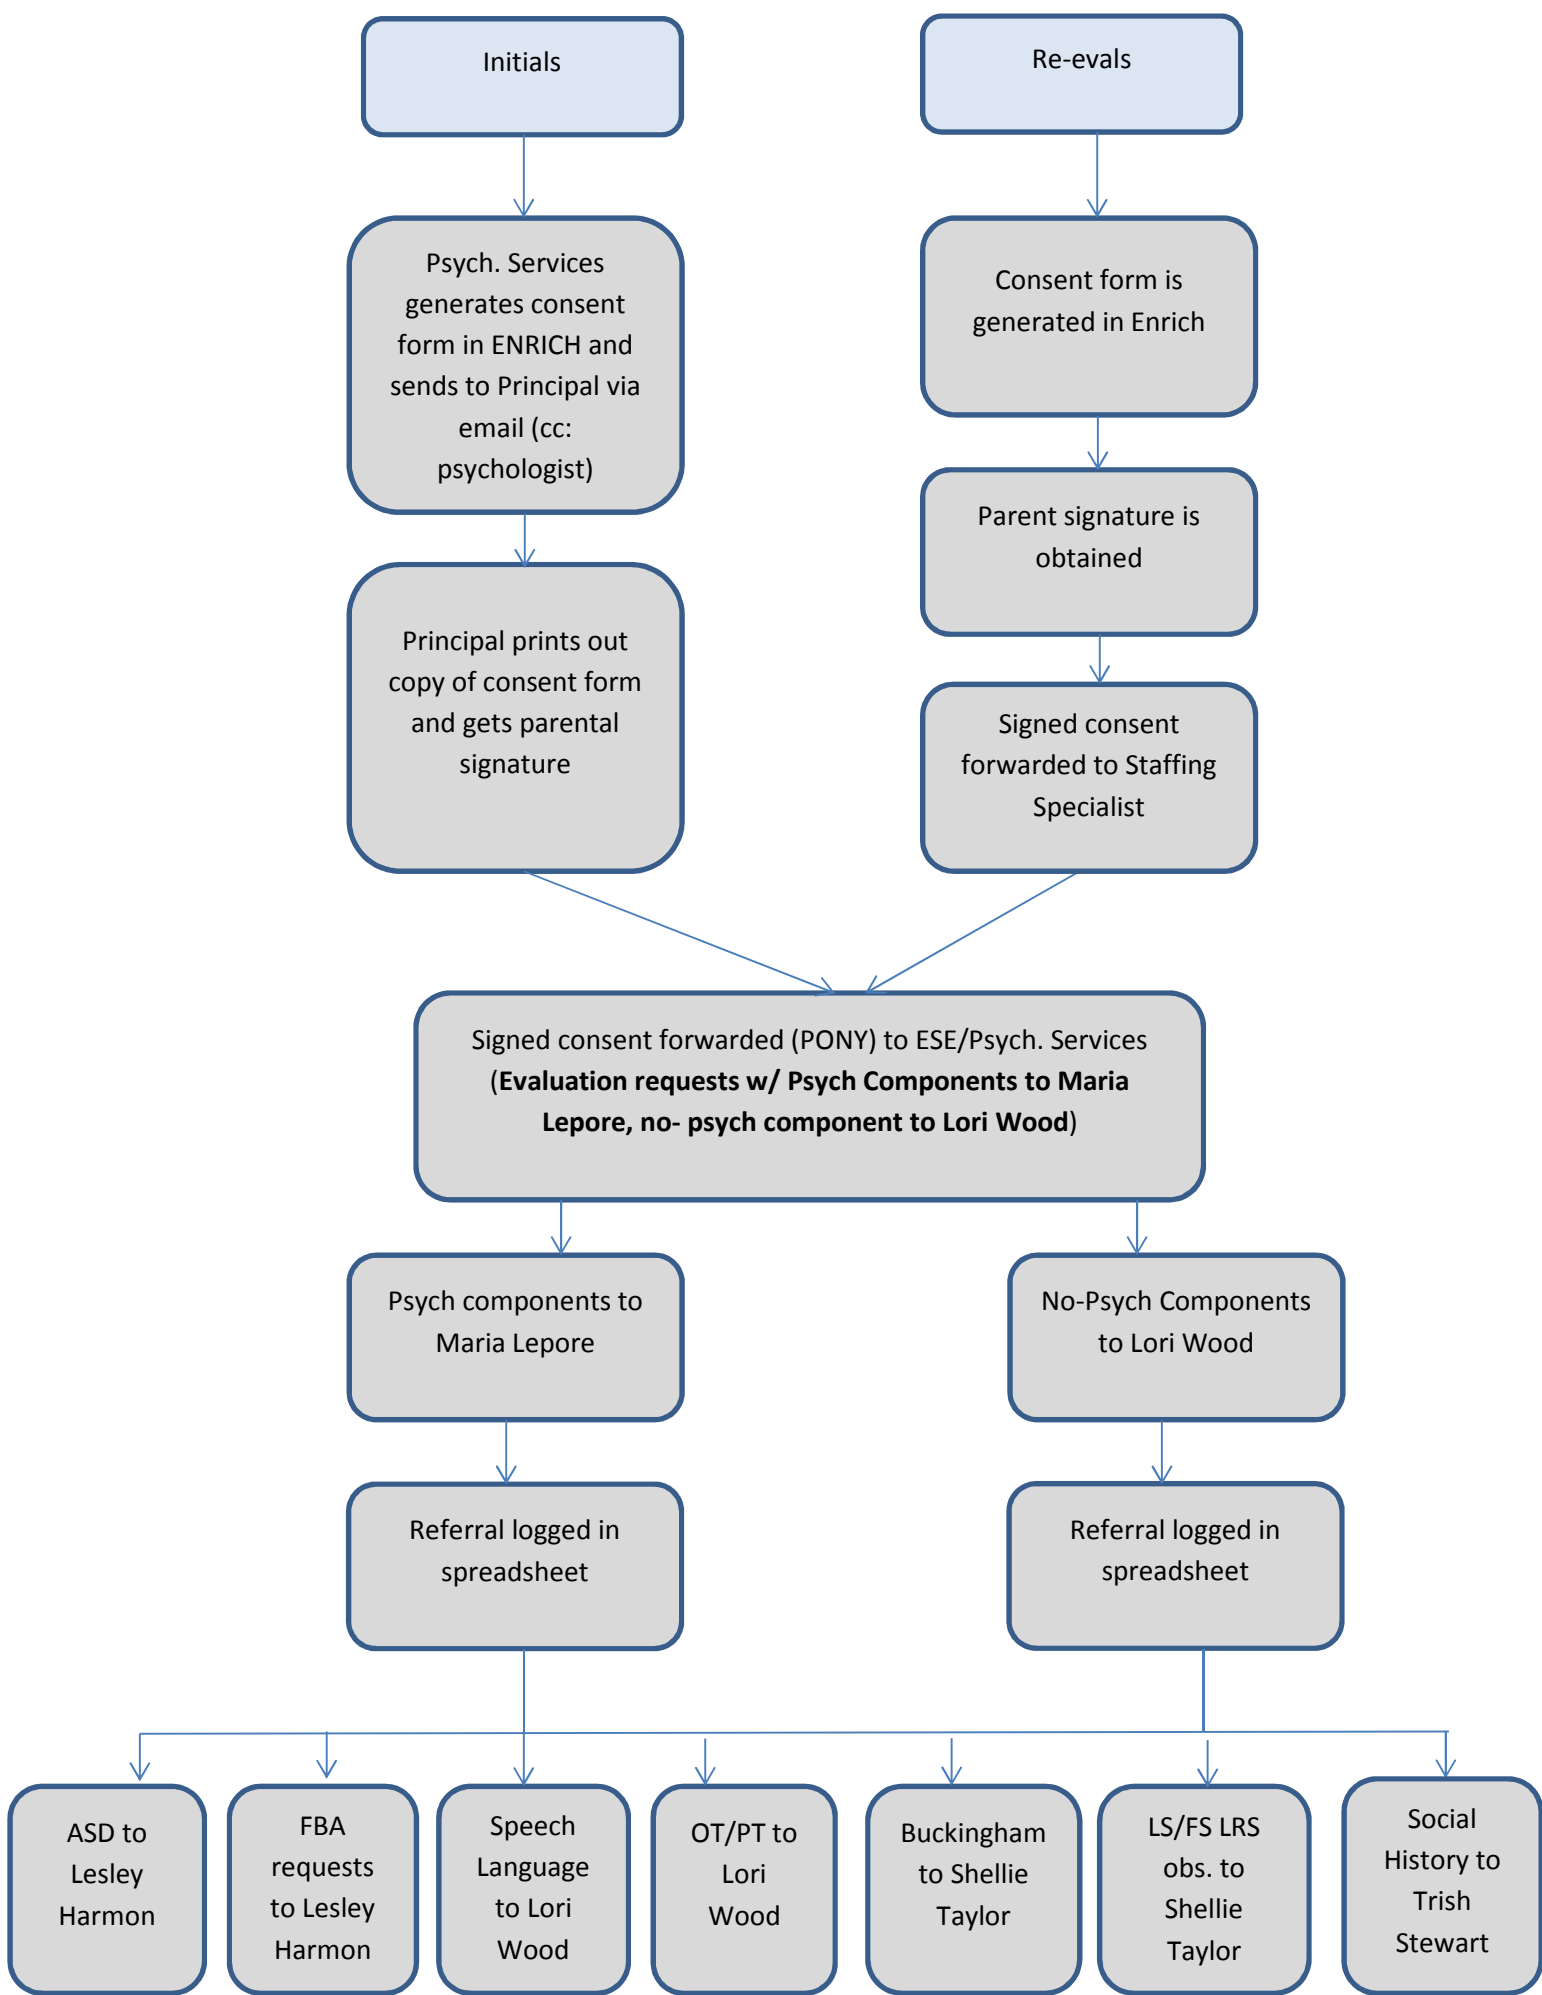 Initials
Re-evals
Psych. Services
generates consent
form in ENRICH and
sends to Principal via
email (cc:
psychologist)
Consent form is
generated in Enrich
Parent signature is
obtained
Principal prints out
copy of consent form
and gets parental
signature
Signed consent
forwarded to Staffing
Specialist
Signed consent forwarded (PONY) to ESE/Psych. Services
(Evaluation requests w/ Psych Components to Maria
Lepore, no- psych component to Lori Wood)
Psych components to
Maria Lepore
No-Psych Components
to Lori Wood
Referral logged in
spreadsheet
Referral logged in
spreadsheet
ASD to
Lesley
Harmon
FBA
requests
to Lesley
Harmon
Speech
Language
to Lori
Wood
OT/PT to
Lori
Wood
Buckingham
to Shellie
Taylor
LS/FS LRS
obs. to
Shellie
Taylor
Social
History to
Trish
Stewart